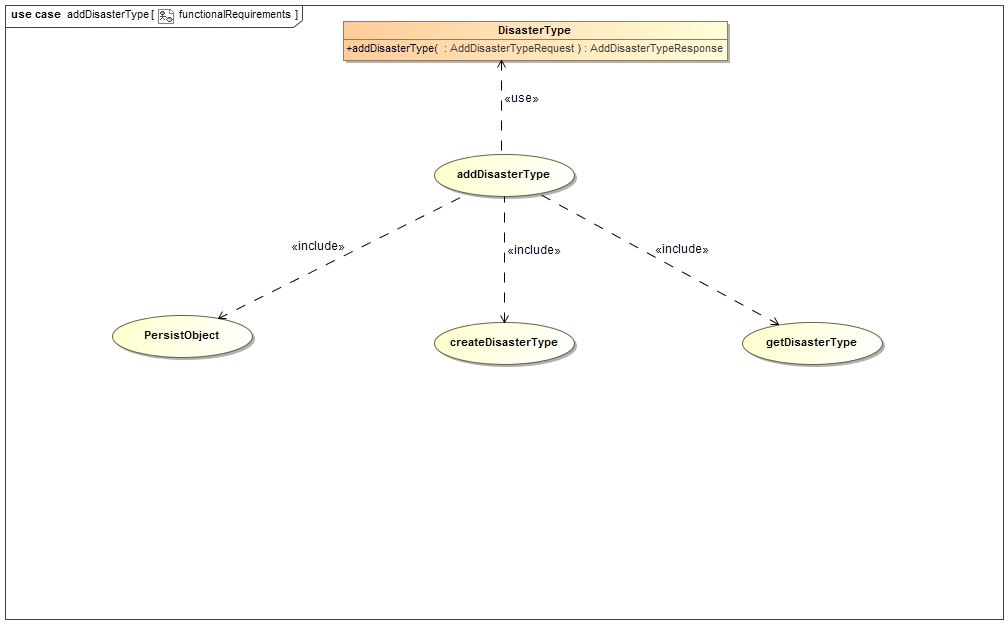 use case addDisasterType [ functionalRequirements ]
DisasterType
+addDisasterType( : AddDisasterTypeRequest ) : AddDisasterTypeResponse
«use»
addDisasterType
«include»
«include»
«include»
PersistObject
createDisasterType
getDisasterType